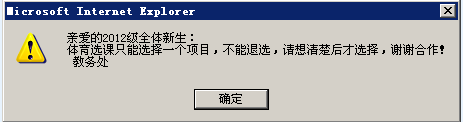 Microsoft Internet Explorer
亲爱的2012级全体新生：
体育选课只能选择一个项目，不能退选，请想清楚后才选择，谢谢合作!
教务处
确定